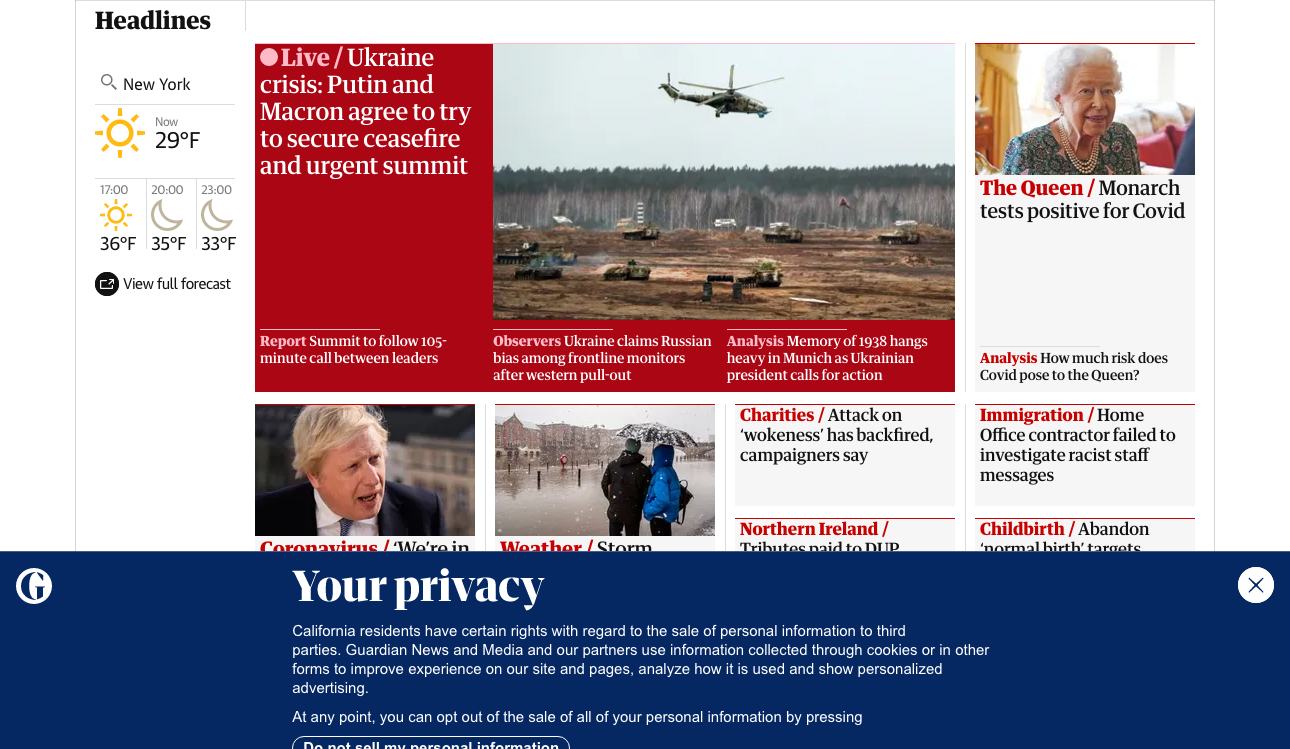 Headlines
New York
Now
29°F
17:00
20:00
23:00
36°F
35°F
33°F
View full forecast
Live / Ukraine
crisis: Putin and
Macron agree to try
to secure ceasefire
and urgent summit
Report Summit to follow 105-
minute call between leaders
Observers Ukraine claims Russian
bias among frontline monitors
after western pull-out
Analysis Memory of 1938 hangs
heavy in Munich as Ukrainian
president calls for action
The Queen / Monarch
tests positive for Covid
Analysis How much risk does
Covid pose to the Queen?
Coronavirus / ‘We’re in
Weather / Storm
Charities / Attack on
‘wokeness’ has backfired,
campaigners say
Northern Ireland /
Tributes paid to DUP
Immigration / Home
Office contractor failed to
investigate racist staff
messages
Childbirth / Abandon
‘normal birth’ targets
Your privacy
California residents have certain rights with regard to the sale of personal information to third
parties. Guardian News and Media and our partners use information collected through cookies or in other
forms to improve experience on our site and pages, analyze how it is used and show personalized
advertising.
At any point, you can opt out of the sale of all of your personal information by pressing
Do not sell my personal information